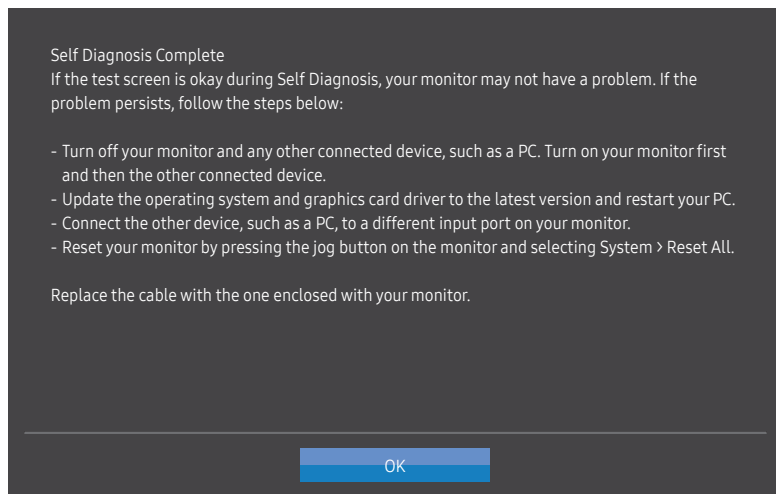 Self Diagnosis Complete
If the test screen is okay during Self Diagnosis, your monitor may not have a problem. If the
problem persists, follow the steps below:
- Turn off your monitor and any other connected device, such as a PC. Turn on your monitor first
and then the other connected device.
- Update the operating system and graphics card driver to the latest version and restart your PC.
- Connect the other device, such as a PC, to a different input port on your monitor.
- Reset your monitor by pressing the jog button on the monitor and selecting System > Reset All.
Replace the cable with the one enclosed with your monitor.
OK